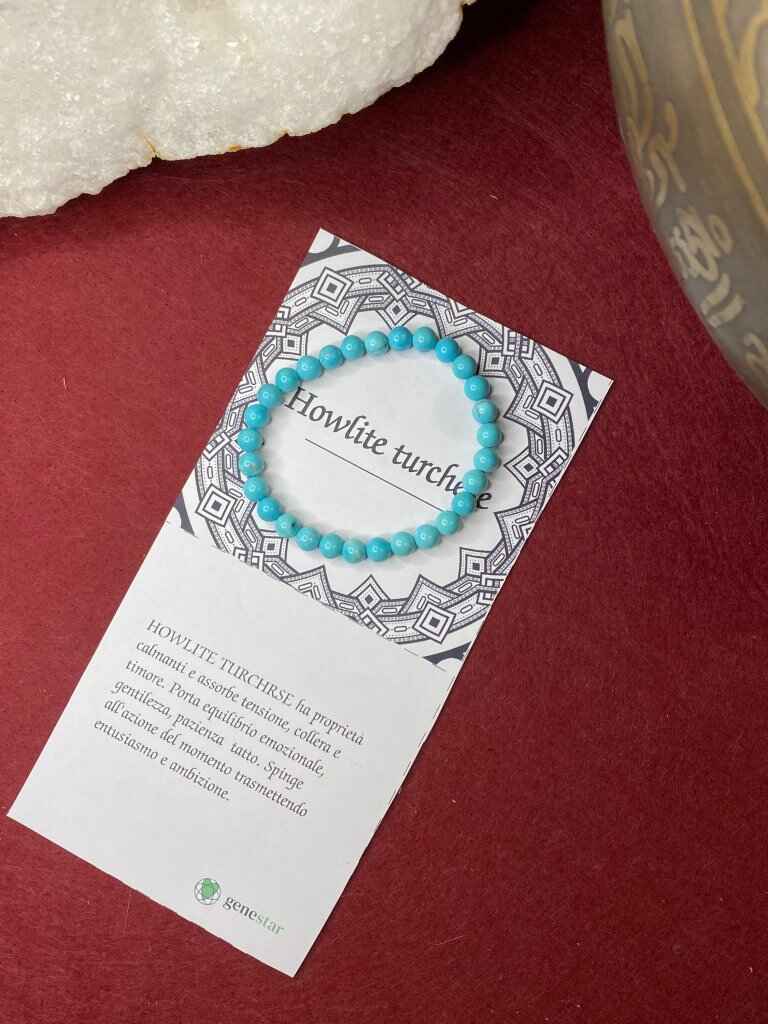 Howlite turchese
HOWLITE TURCHRSE ha proprietà
calmanti e assorbe tensione, collera e
timore. Porta equilibrio emozionale,
gentilezza, pazienza tatto. Spinge
all'azione del momento trasmettendo
entusiasmo e ambizione.
genestar